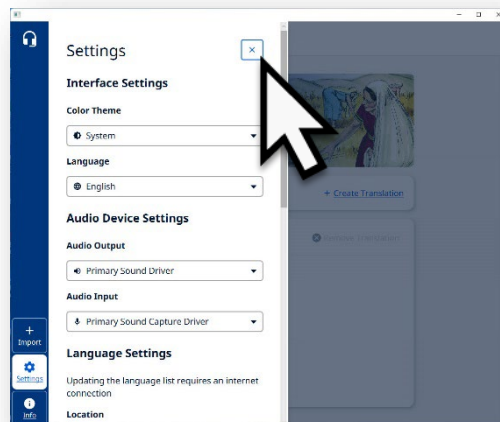 Settings
×
Interface Settings
Color Theme
System
Language
English
Audio Device Settings
Audio Output
Primary Sound Driver
Audio Input
Primary Sound Capture Driver
Language Settings
Updating the language list requires an internet
connection
Location
+
Import
Settings
Info
+ Create Translation
Remove Translation